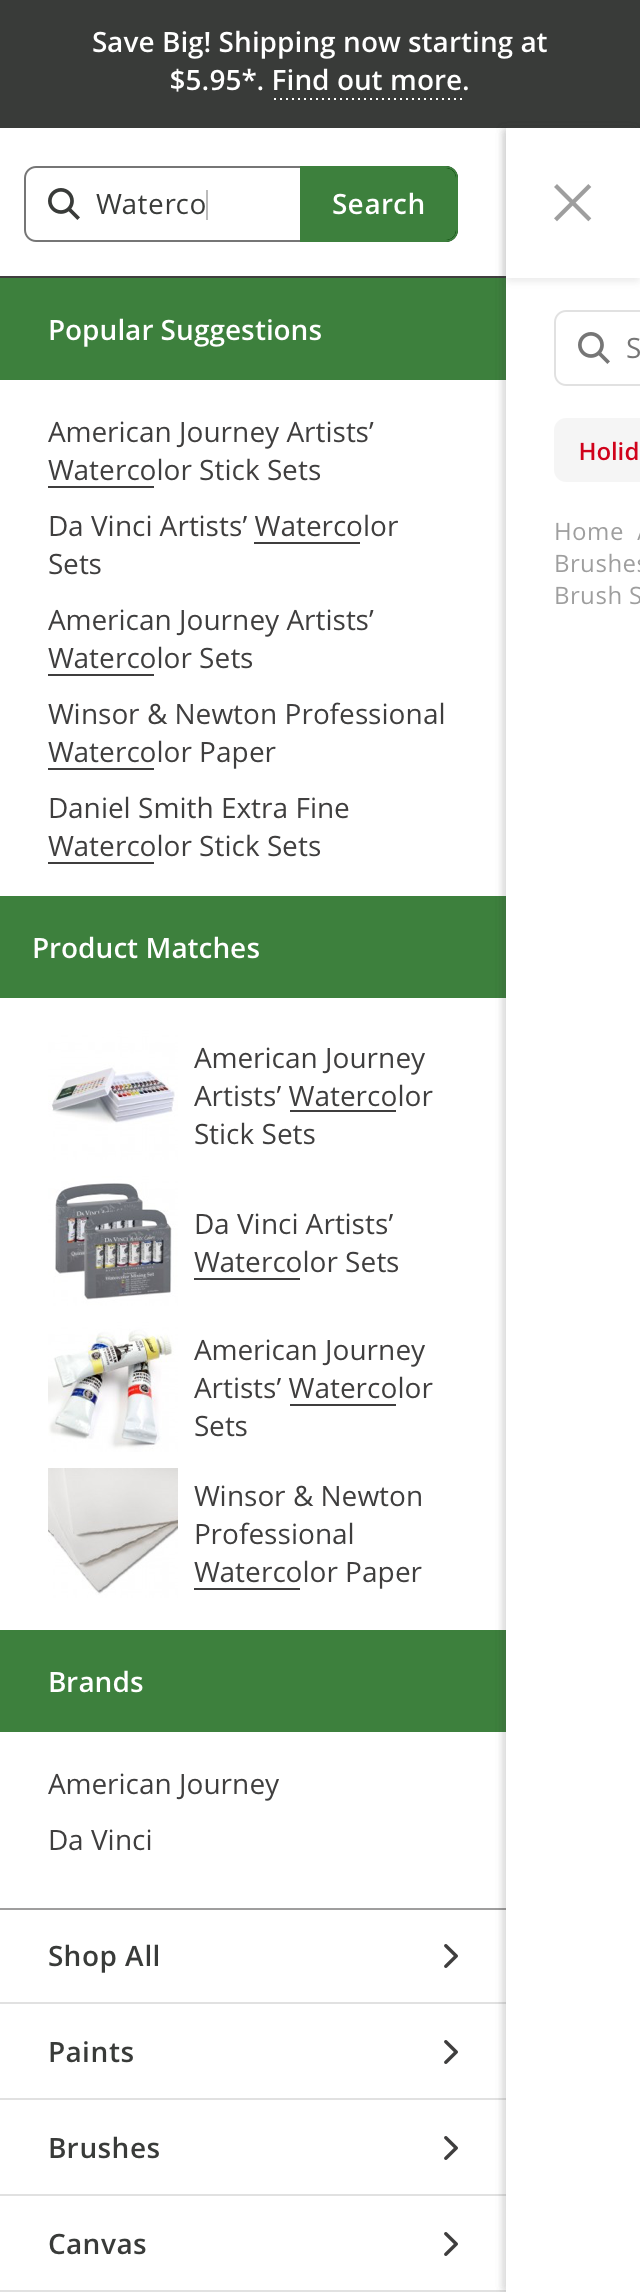 Save Big! Shipping now starting at
$5.95*. Find out more.
Waterco
Search
Popular Suggestions
American Journey Artists’
Watercolor Stick Sets
Da Vinci Artists’ Watercolor
Sets
American Journey Artists’
Watercolor Sets
Winsor & Newton Professional
Watercolor Paper
Daniel Smith Extra Fine
Watercolor Stick Sets
Product Matches
American Journey
Artists’ Watercolor
Stick Sets
Da Vinci Artists’
Watercolor Sets
American Journey
Artists’ Watercolor
Sets
Winsor & Newton
Professional
Watercolor Paper
Brands
American Journey
Da Vinci
Shop All
Paints
Brushes
Canvas
S
Holid
Home
Brushes
Brush S